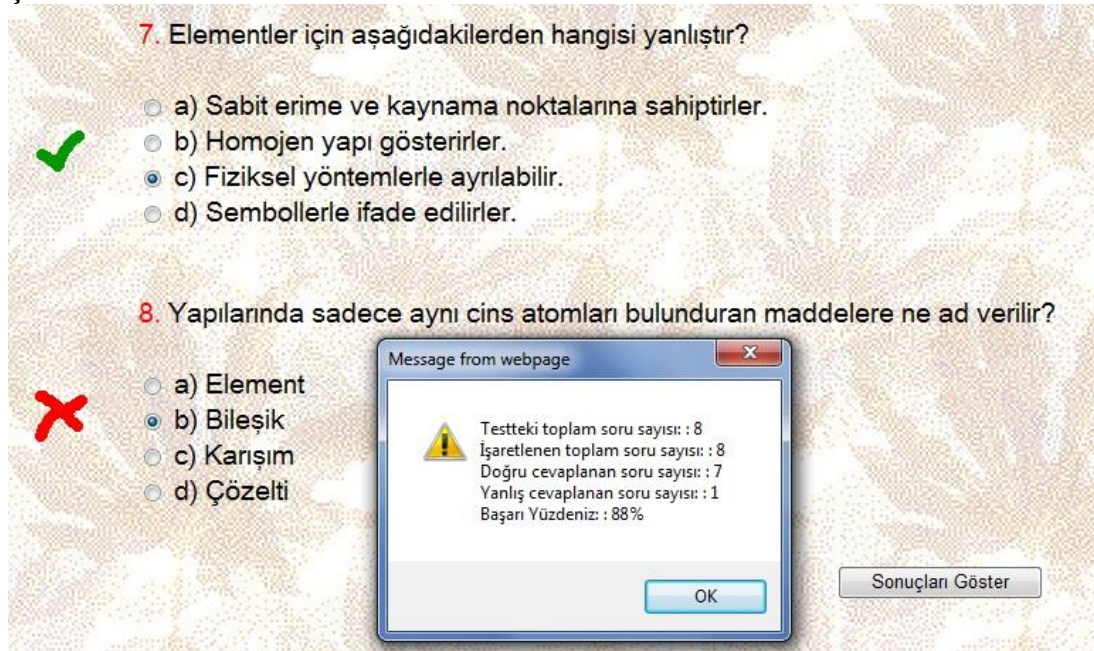 7. Elementler için aşağıdakilerden hangisi yanlıştır?
a) Sabit erime ve kaynama noktalarına sahiptirler.
b) Homojen yapı gösterirler.
c) Fiziksel yöntemlerle ayrılabilir.
d) Sembollerle ifade edilirler.
8. Yapılarında sadece aynı cins atomları bulunduran maddelere ne ad verilir?
a) Element
b) Bileşik
c) Karışım
d) Çözelti
Message from webpage
Testteki toplam soru sayısı: : 8
İşaretlenen toplam soru sayısı: : 8
Doğru cevaplanan soru sayısı: : 7
Yanlış cevaplanan soru sayısı: : 1
Başarı Yüzdeniz: : 88%
OK
Sonuçları Göster